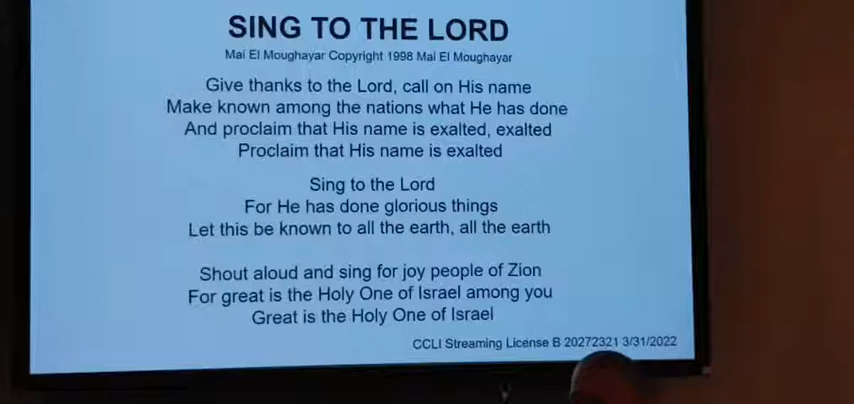 SING TO THE LORD
Mai El Moughayar Copyright 1998 Mai El Moughayar
Give thanks to the Lord, call on His name
Make known among the nations what He has done
And proclaim that His name is exalted, exalted
Proclaim that His name is exalted
Sing to the Lord
For He has done glorious things
Let this be known to all the earth, all the earth
Shout aloud and sing for joy people of Zion
For great is the Holy One of Israel among you
Great is the Holy One of Israel
CCLI Streaming License B 20272321 3/31/2022